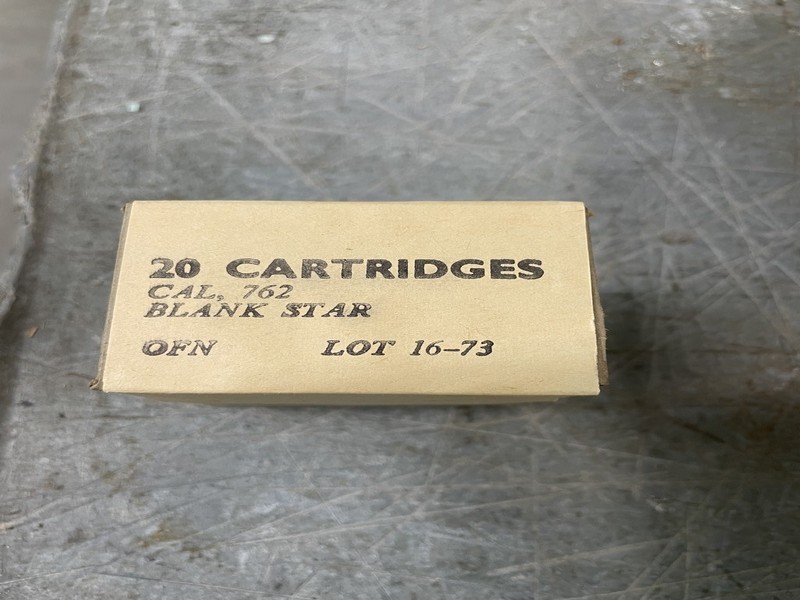 20 CARTRIDGES
CAL, 762
BLANK STAR
OFN LOT 16-73